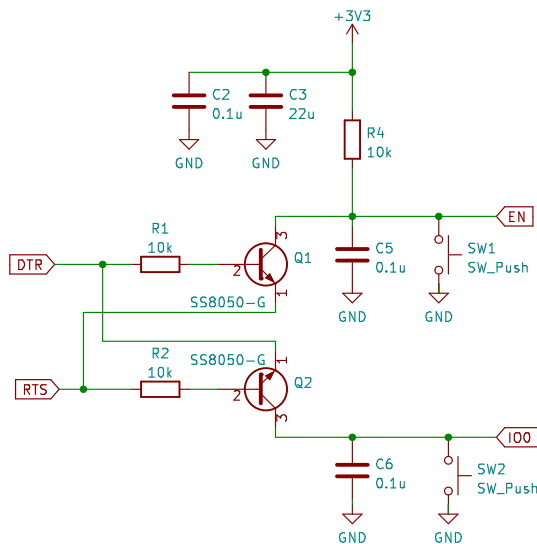 +3V3
C2
0.1u
C3
22u
GND
GND
R4
10k
EN
R1
10k
3
Q1
2
1
SS8050-G
C5
0.1u
SW1
SW_Push
DTR
GND
GND
R2
10k
SS8050-G
1
Q2
2
3
RTS
IO0
C6
0.1u
SW2
SW_Push
GND
GND